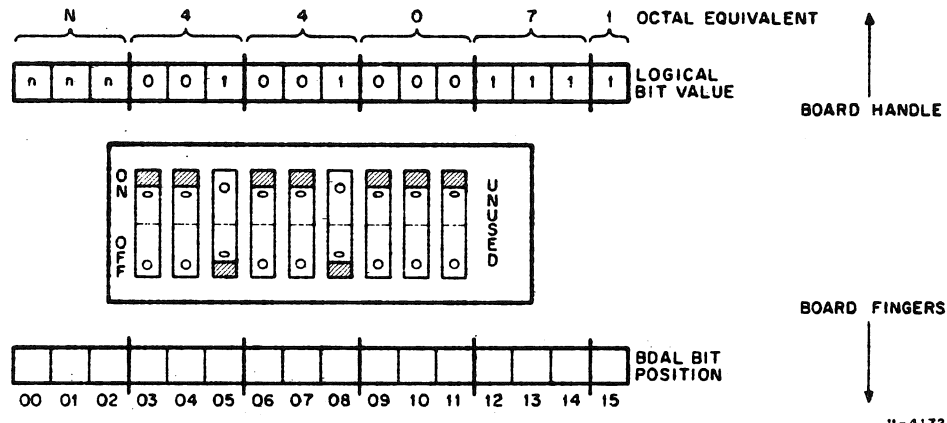 N 4 4 0 7 1 OCTAL EQUIVALENT
n n n 0 0 1 0 0 1 0 0 0 1 1 1 1 LOGICAL
BIT VALUE
BOARD HANDLE
ON
OFF
UNUSED
BOARD FINGERS
BDAL BIT
POSITION
00 01 02 03 04 05 06 07 08 09 10 11 12 13 14 15
11-4172